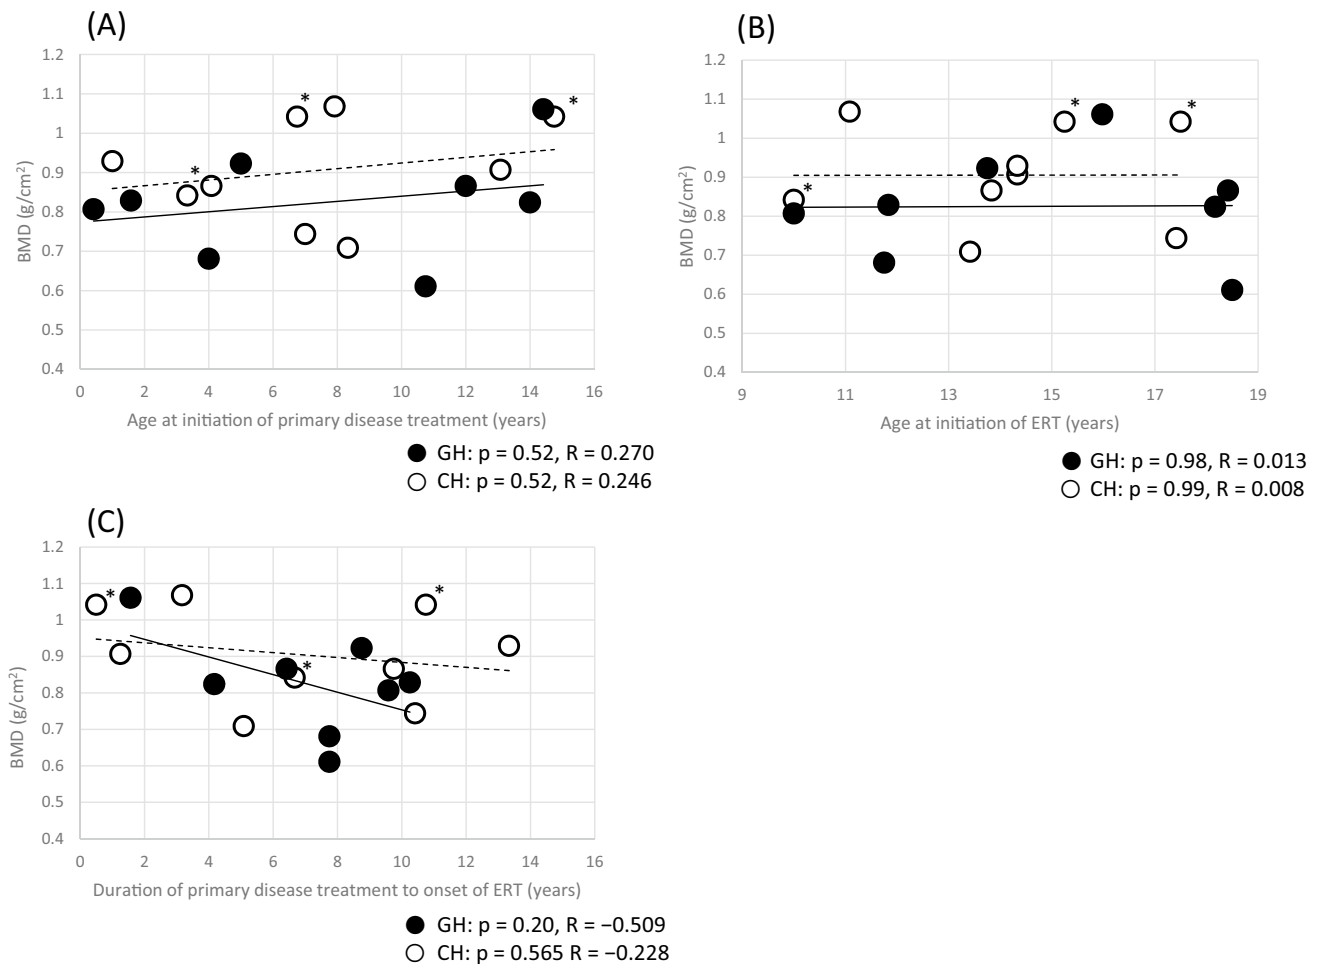 (A)
1.2
1.1
*
*
1
0.9
*
0.8
0.7
0.6
0.5
0.4
BMD (g/cm²)
0 2 4 6 8 10 12 14 16
Age at initiation of primary disease treatment (years)
GH: p = 0.52, R = 0.270
CH: p = 0.52, R = 0.246
(B)
1.2
1.1
*
*
1
0.9
*
0.8
0.7
0.6
0.5
0.4
BMD (g/cm²)
9 11 13 15 17 19
Age at initiation of ERT (years)
GH: p = 0.98, R = 0.013
CH: p = 0.99, R = 0.008
(C)
1.2
1.1
*
*
1
0.9
*
0.8
0.7
0.6
0.5
0.4
BMD (g/cm²)
0 2 4 6 8 10 12 14 16
Duration of primary disease treatment to onset of ERT (years)
GH: p = 0.20, R = −0.509
CH: p = 0.565 R = −0.228